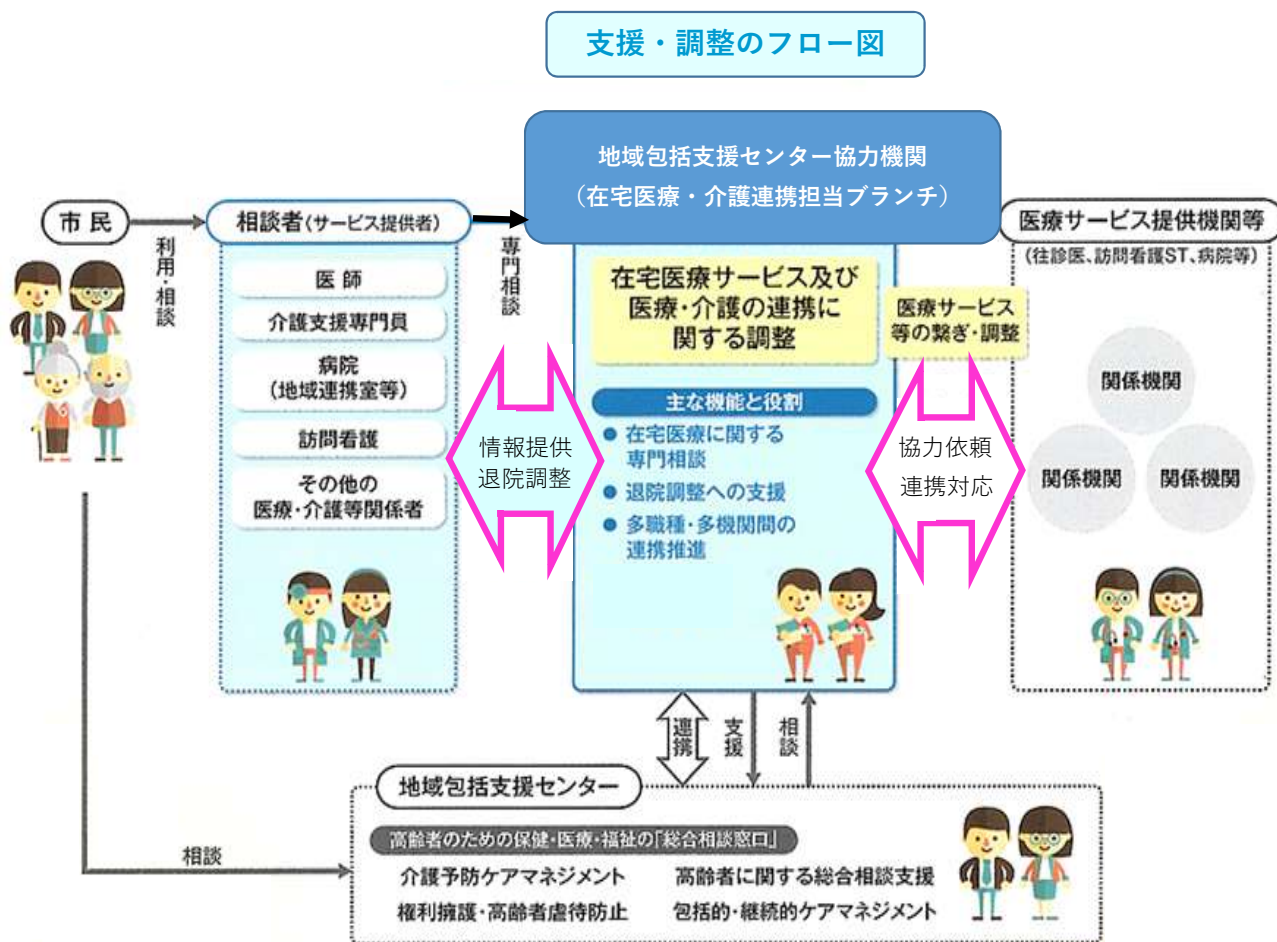 支援・調整のフロー図
地域包括支援センター協力機関
（在宅医療・介護連携担当ブランチ）
市民
利用・相談
相談者(サービス提供者)
医師
介護支援専門員
病院
(地域連携室等)
訪問看護
その他の
医療・介護等関係者
専門相談
情報提供
退院調整
在宅医療サービス及び
医療・介護の連携に
関する調整
主な機能と役割
● 在宅医療に関する
専門相談
● 退院調整への支援
● 多職種・多機関間の
連携推進
医療サービス
等の繋ぎ・調整
協力依頼
連携対応
医療サービス提供機関等
(往診医、訪問看護ST、病院等)
関係機関
関係機関
関係機関
連携
支援
相談
相談
地域包括支援センター
高齢者のための保健・医療・福祉の「総合相談窓口」
介護予防ケアマネジメント
高齢者に関する総合相談支援
権利擁護・高齢者虐待防止
包括的・継続的ケアマネジメント